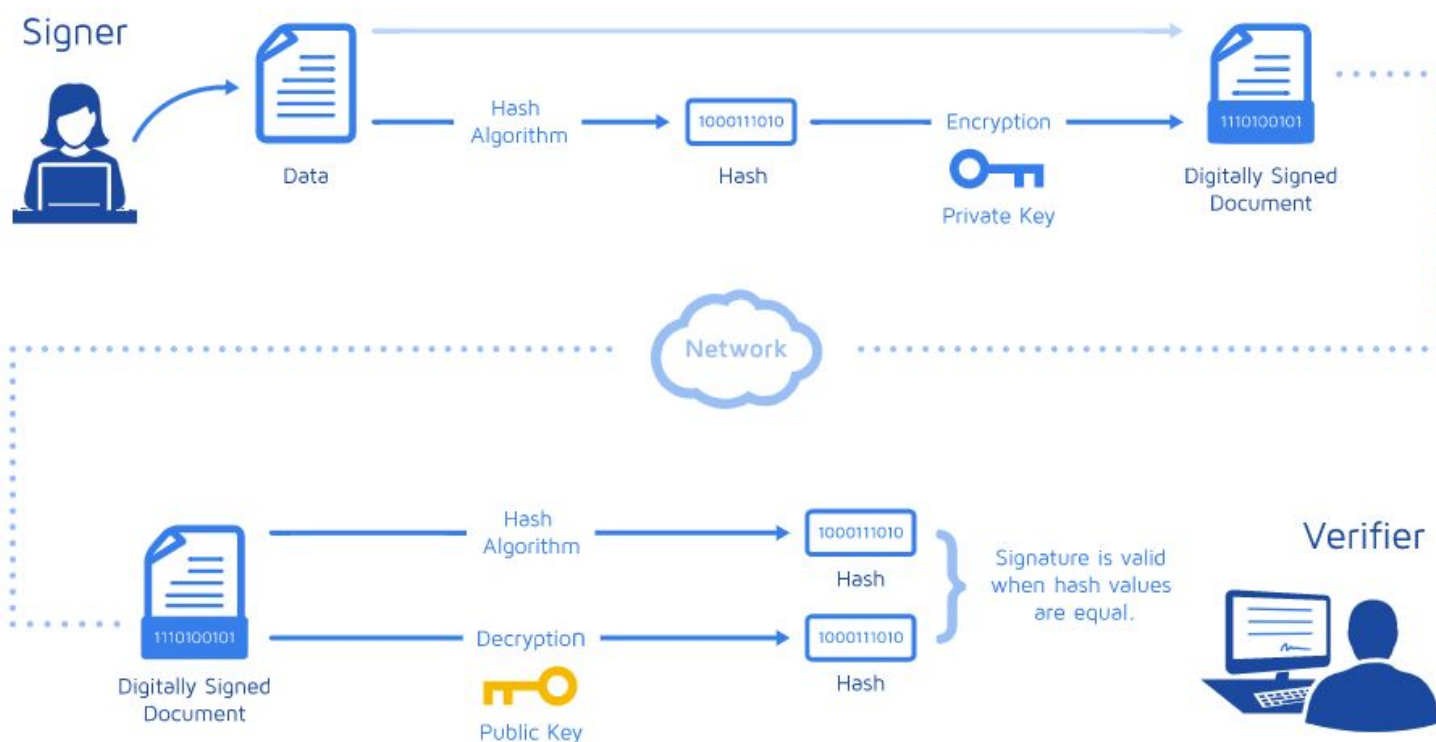 Signer
Hash
Algorithm
1000111010
Encryption
1110100101
Data
Hash
Private Key
Digitally Signed
Document
Network
Hash
Algorithm
1000111010
Hash
Signature is valid
when hash values
are equal.
Verifier
1110100101
Decryption
1000111010
Hash
Digitally Signed
Document
Public Key